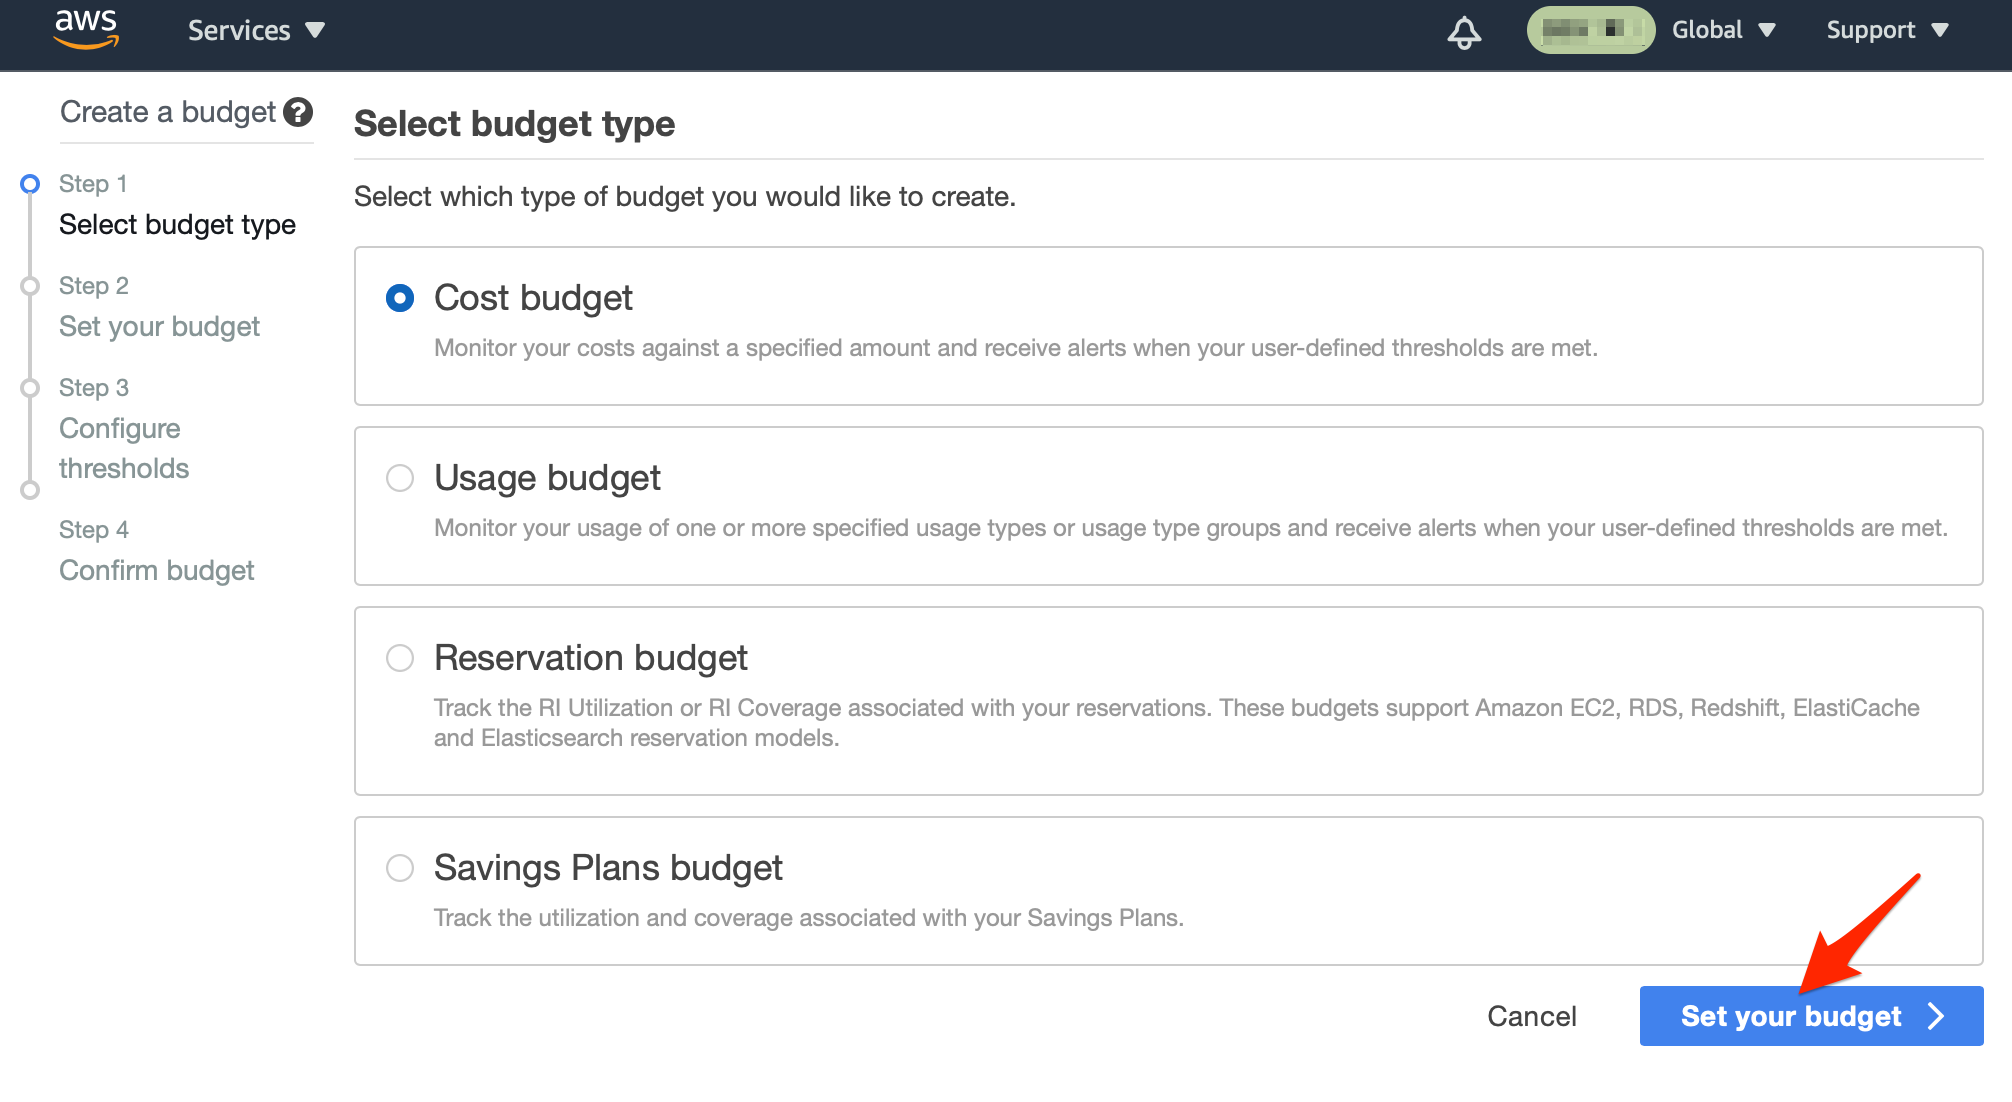 aws
Services
Global
Support
Create a budget ?
Step 1
Select budget type
Step 2
Set your budget
Step 3
Configure
thresholds
Step 4
Confirm budget
Select budget type
Select which type of budget you would like to create.
Cost budget
Monitor your costs against a specified amount and receive alerts when your user-defined thresholds are met.
Usage budget
Monitor your usage of one or more specified usage types or usage type groups and receive alerts when your user-defined thresholds are met.
Reservation budget
Track the RI Utilization or RI Coverage associated with your reservations. These budgets support Amazon EC2, RDS, Redshift, ElastiCache
and Elasticsearch reservation models.
Savings Plans budget
Track the utilization and coverage associated with your Savings Plans.
Cancel
Set your budget